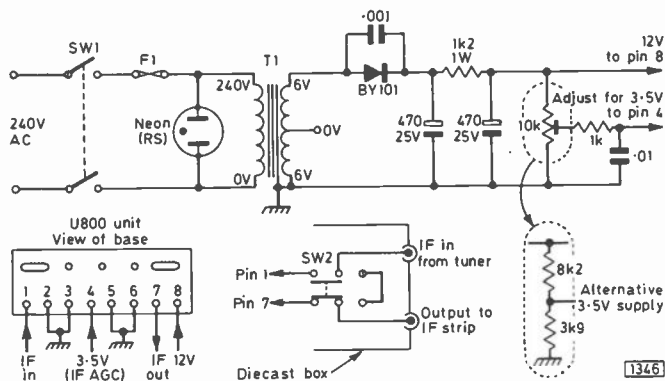 SW1
F1
T1
·001
BY101
1k2
1W
12V
to pin 8
240V
AC
Neon
(RS)
240V
0V
6V
0V
6V
470
25V
470
25V
10k
Adjust for 3·5V
to pin 4
1k
·01
U800 unit
View of base
1 2 3 4 5 6 7 8
IF
in
3·5V
(IF AGC)
IF
out
12V
SW2
Pin 1
Pin 7
IF in
from tuner
Output to
IF strip
Diecast box
8k2
Alternative
3·5V supply
3k9
1346